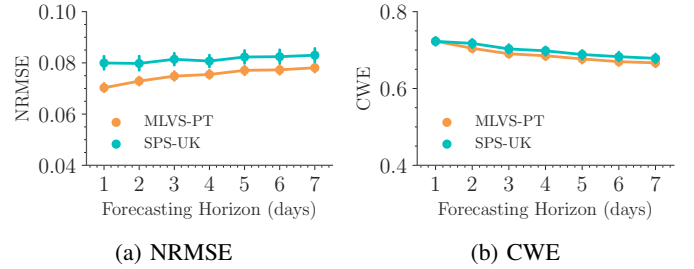 NRMSE
0.10
0.08
0.06
0.04
MLVS-PT
SPS-UK
1 2 3 4 5 6 7
Forecasting Horizon (days)
(a) NRMSE
CWE
0.8
0.6
0.4
MLVS-PT
SPS-UK
1 2 3 4 5 6 7
Forecasting Horizon (days)
(b) CWE